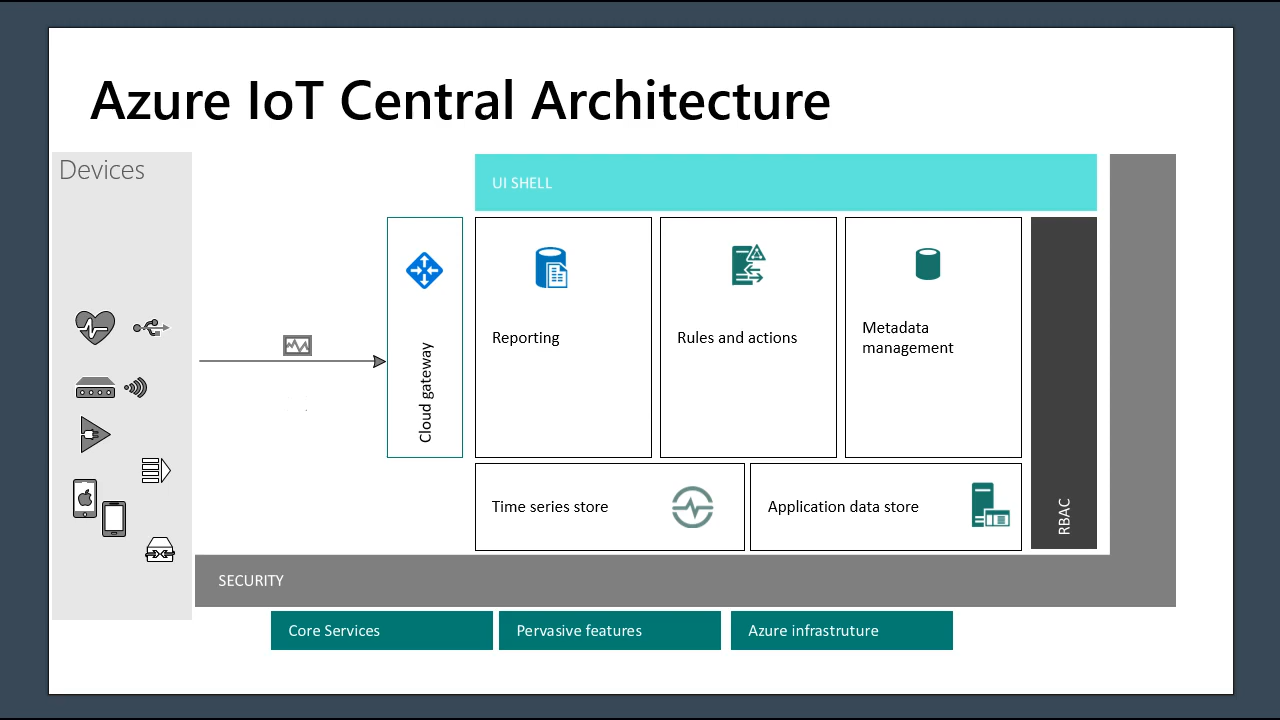 Azure IoT Central Architecture
Devices
UI SHELL
Cloud gateway
Reporting
Rules and actions
Metadata
management
Time series store
Application data store
RBAC
SECURITY
Core Services
Pervasive features
Azure infrastruture